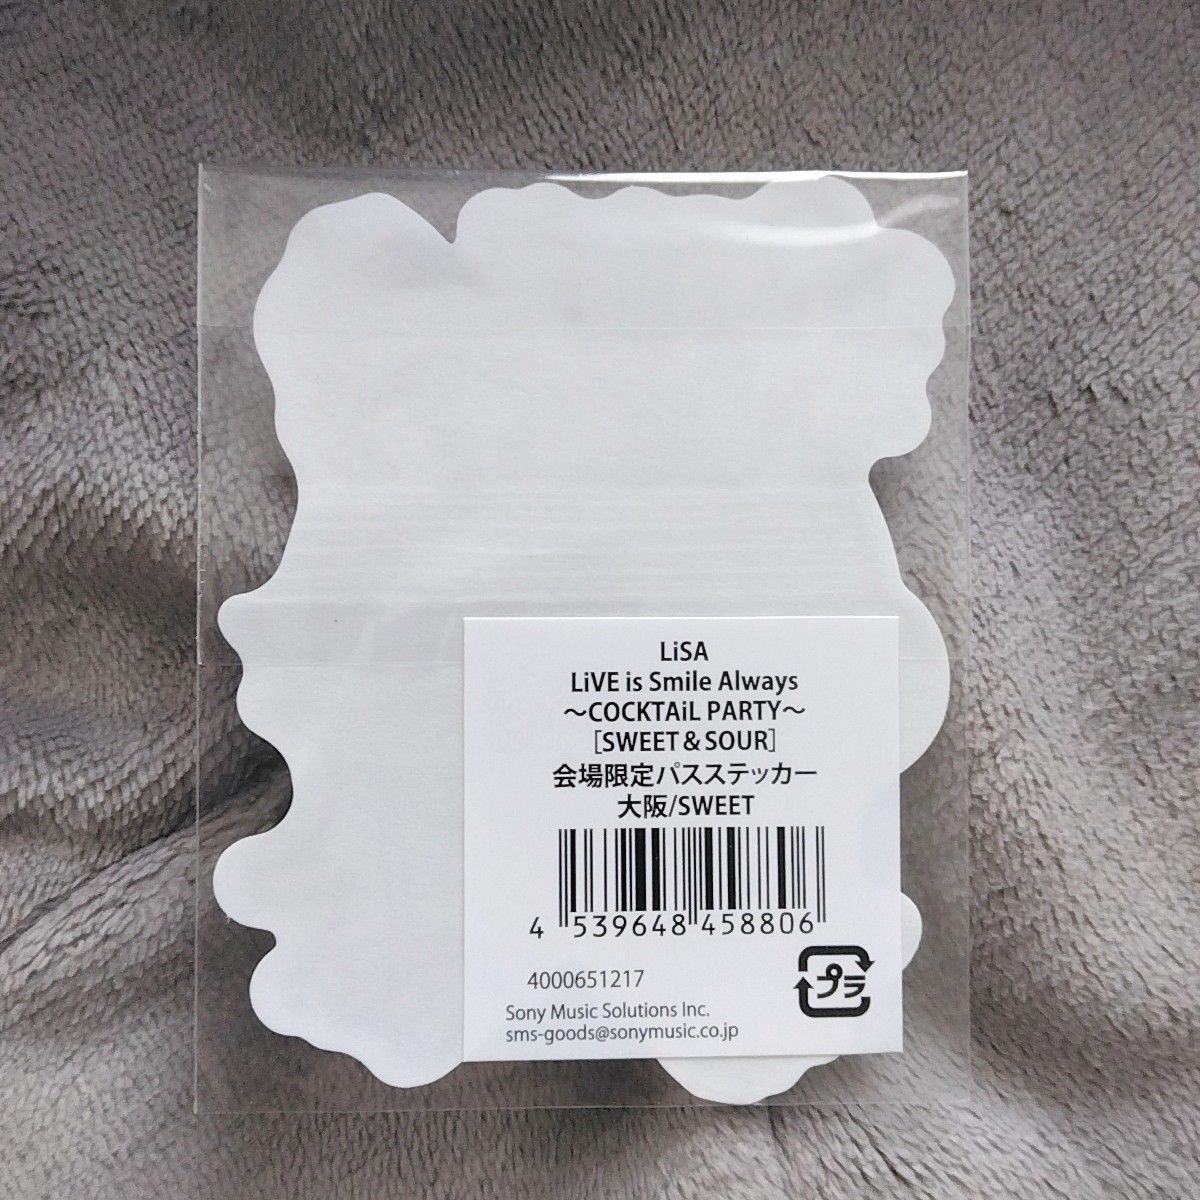 LiSA
LiVE is Smile Always
～COCKTAiL PARTY～
［SWEET＆SOUR］
会場限定パスステッカー
大阪/SWEET
4 539648 458806
4000651217
プラ
Sony Music Solutions Inc.
sms-goods@sonymusic.co.jp